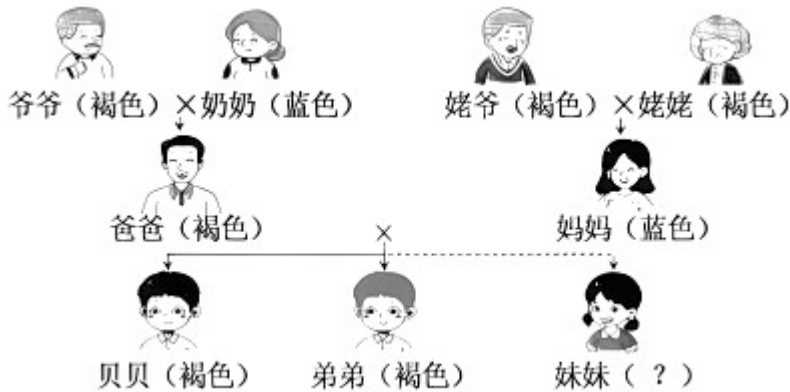 爷爷（褐色）×奶奶（蓝色） 姥爷（褐色）×姥姥（褐色）
爸爸（褐色） × 妈妈（蓝色）
贝贝（褐色） 弟弟（褐色） 妹妹（ ? ）